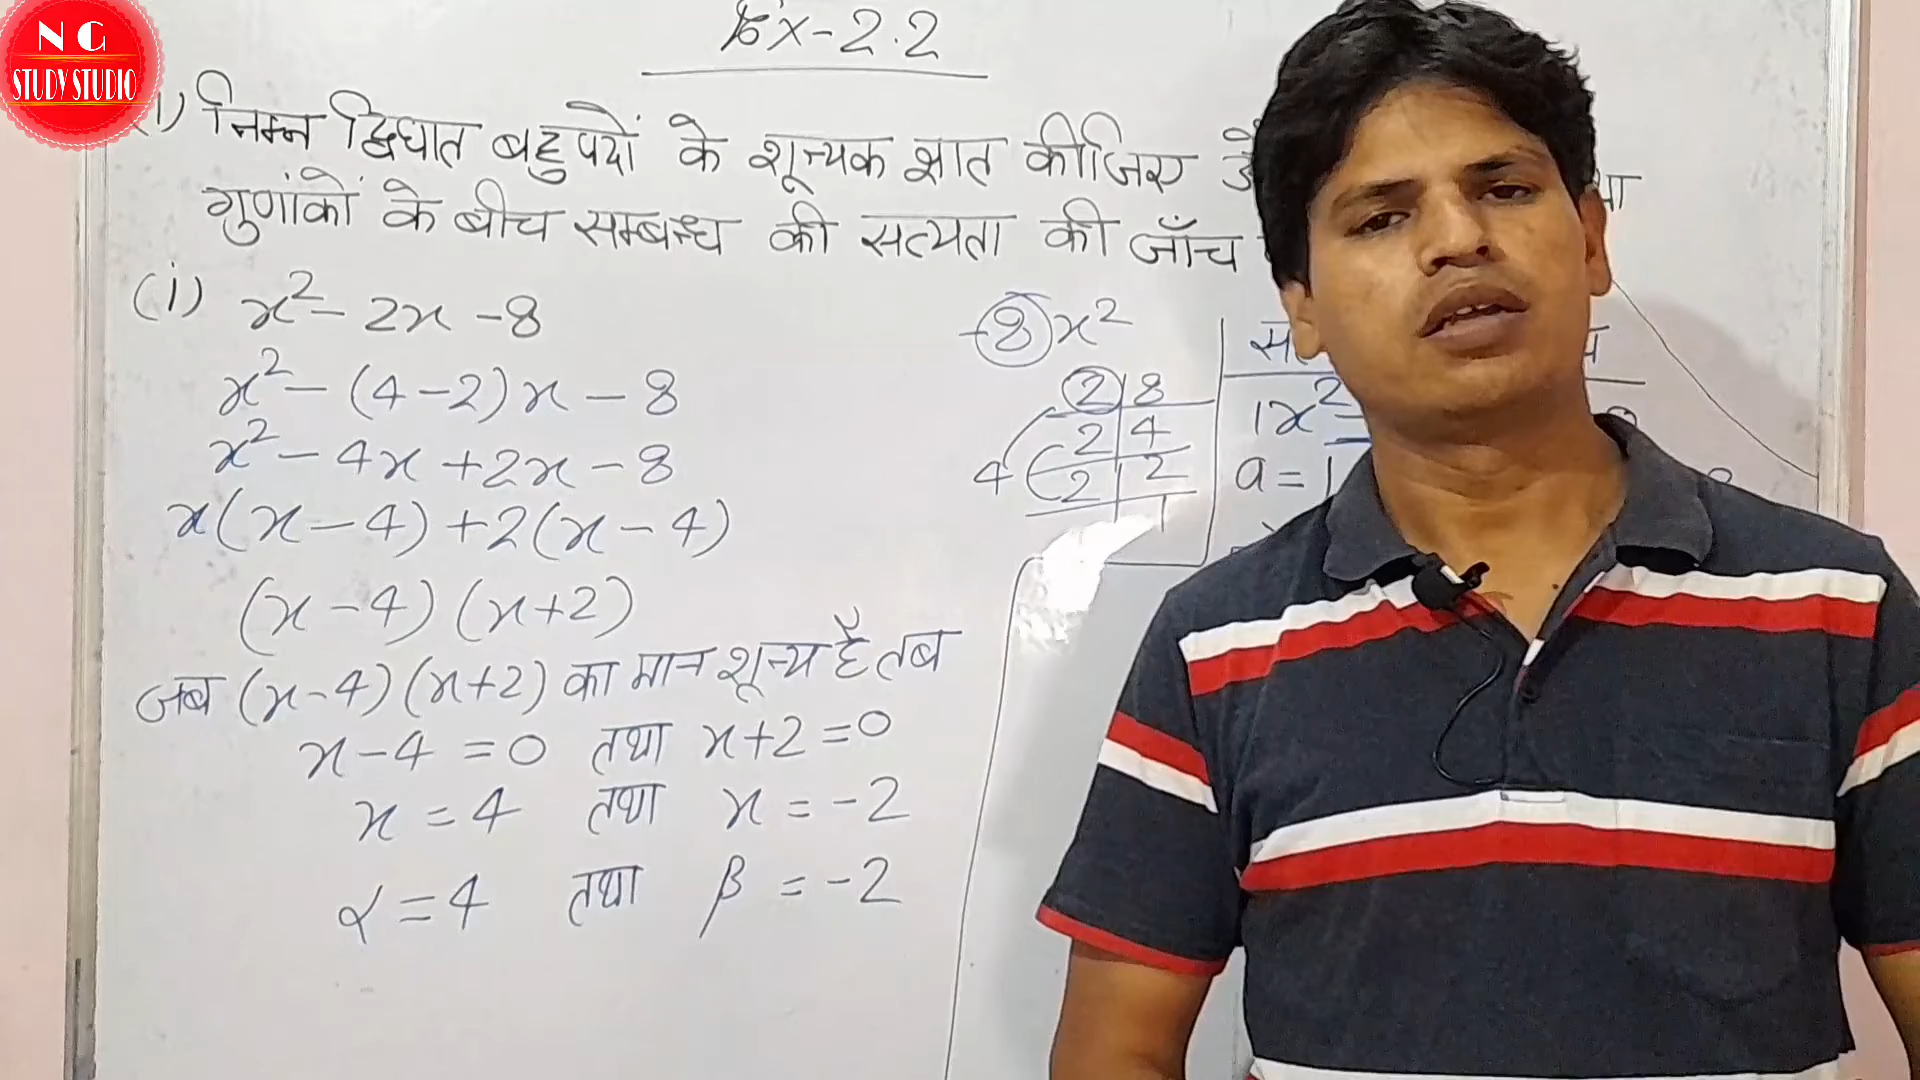 N G
STUDY STUDIO
Ex-2.2
1) निम्न द्विघात बहुपदों के शून्यक ज्ञात कीजिए
गुणांकों के बीच सम्बन्ध की सत्यता की जाँच
(i) x²- 2x -8
x² - (4-2)x - 8
x² - 4x +2x - 8
x(x-4)+2(x-4)
(x-4)(x+2)
जब (x-4)(x+2) का मान शून्य है तब
x-4 =0 तथा x+2=0
x = 4 तथा x = -2
α =4 तथा β = -2
-8x²
2|8
2|4
4 2|2
1
1x²
a=1